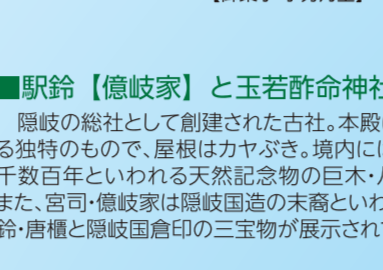 ■駅鈴【億岐家】と玉若酢命神社
隠岐の総社として創建された古社。本殿
る独特のもので、屋根はカヤぶき。境内に
千数百年といわれる天然記念物の巨木・
また、宮司・億岐家は隠岐国造の末裔といわ
鈴・唐櫃と隠岐国倉印の三宝物が展示され